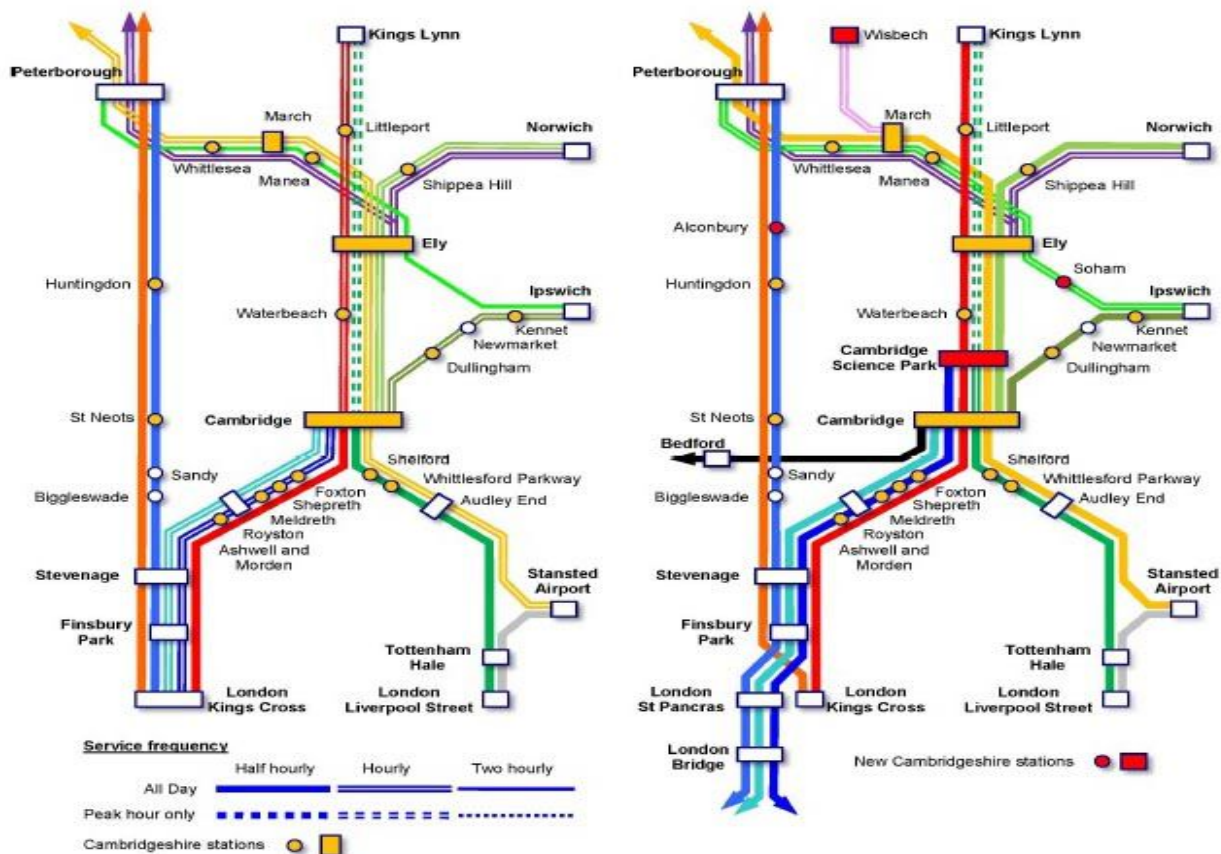 Kings Lynn
Peterborough
March
Littleport
Norwich
Whittlesea
Manea
Shippea Hill
Ely
Huntingdon
Ipswich
Waterbeach
Kennet
Newmarket
Dullingham
St Neots
Cambridge
Shelford
Sandy
Whittlesford Parkway
Biggleswade
Foxton
Audley End
Shepreth
Meldreth
Royston
Ashwell and
Morden
Stevenage
Stansted
Airport
Finsbury
Park
Tottenham
Hale
London
Kings Cross
London
Liverpool Street
Service frequency
Half hourly
Hourly
Two hourly
All Day
Peak hour only
Cambridgeshire stations
Wisbech
Kings Lynn
Peterborough
March
Littleport
Norwich
Whittlesea
Manea
Shippea Hill
Alconbury
Ely
Soham
Huntingdon
Ipswich
Waterbeach
Kennet
Newmarket
Cambridge
Science Park
Dullingham
St Neots
Cambridge
Bedford
Shelford
Sandy
Whittlesford Parkway
Biggleswade
Foxton
Audley End
Shepreth
Meldreth
Royston
Ashwell and
Morden
Stevenage
Stansted
Airport
Finsbury
Park
Tottenham
Hale
London
St Pancras
London
Kings Cross
London
Liverpool Street
London
Bridge
New Cambridgeshire stations